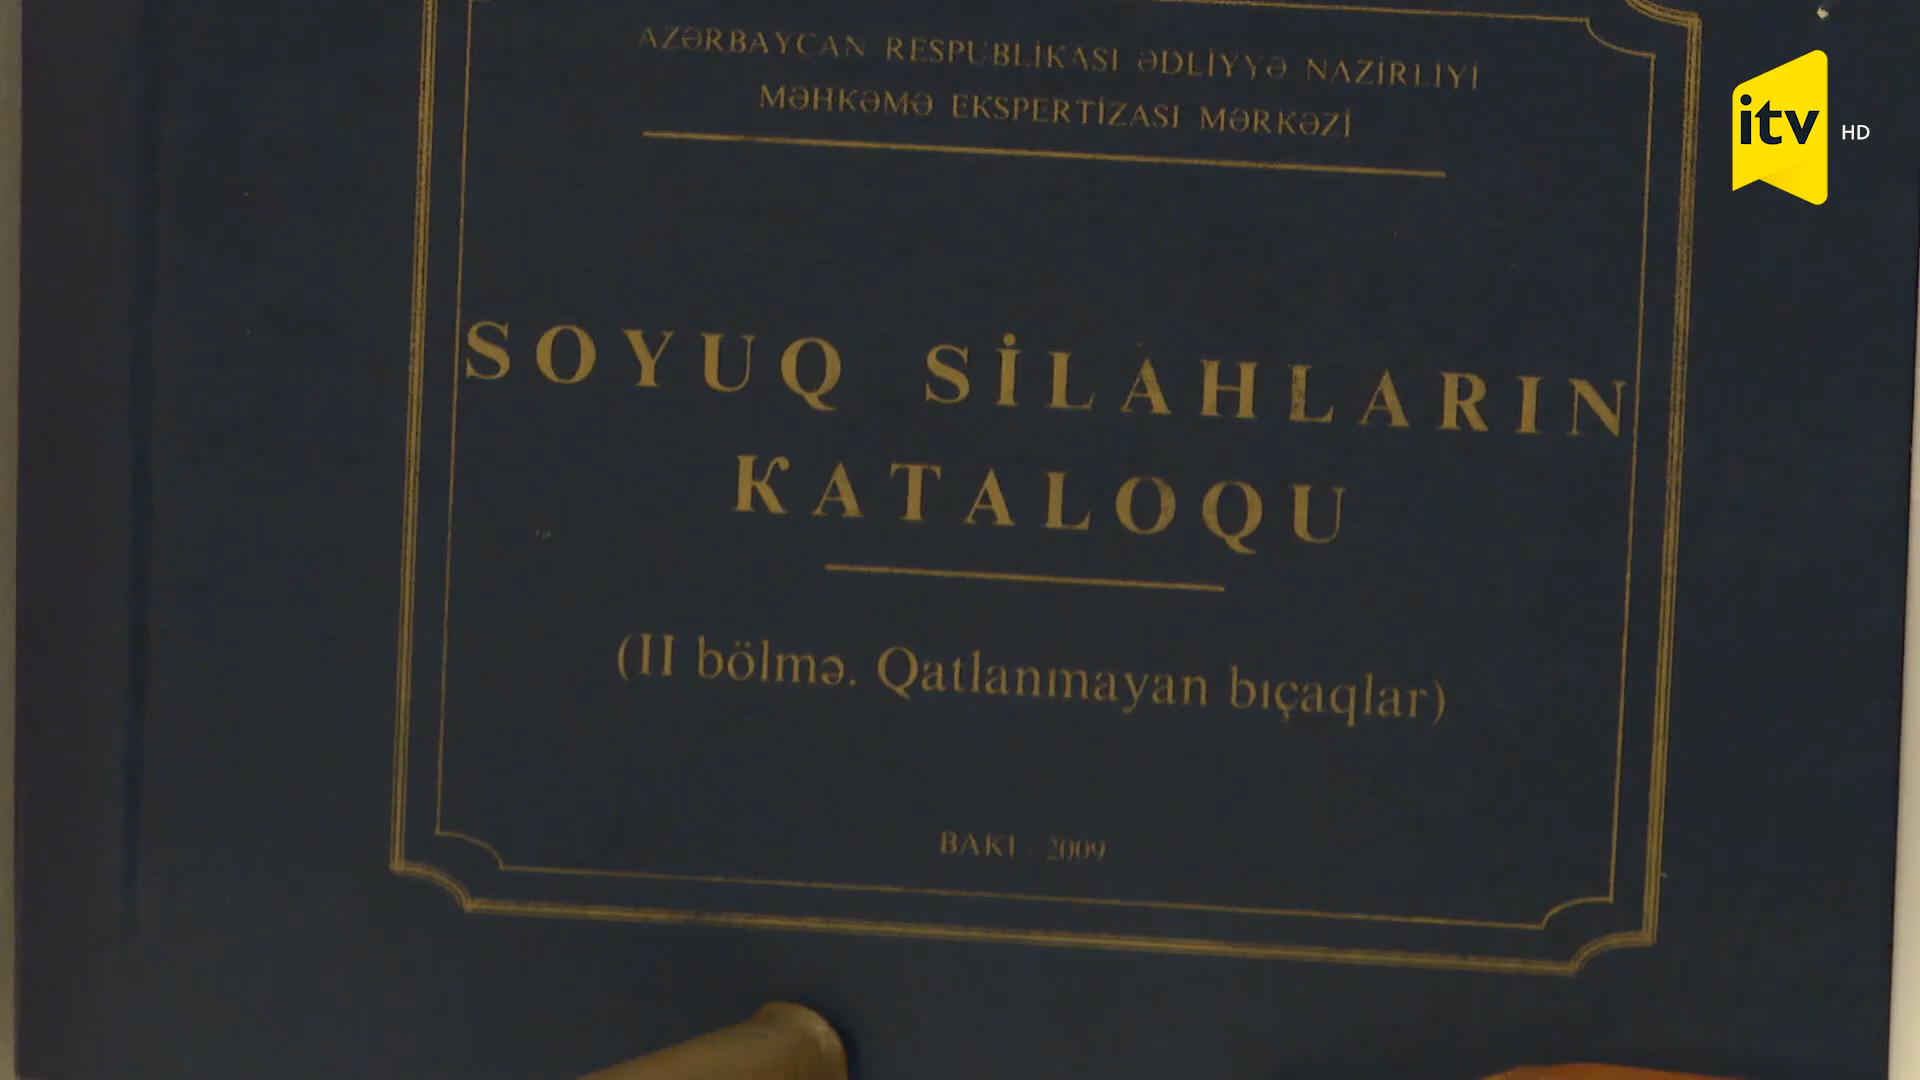 AZƏRBAYCAN RESPUBLİKASI ƏDLİYYƏ NAZİRLİYİ
MƏHKƏMƏ EKSPERTİZASI MƏRKƏZİ
itv HD
SOYUQ SİLAHLARIN
KATALOQU
(II bölmə. Qatlanmayan bıçaqlar)
BAKI - 2009